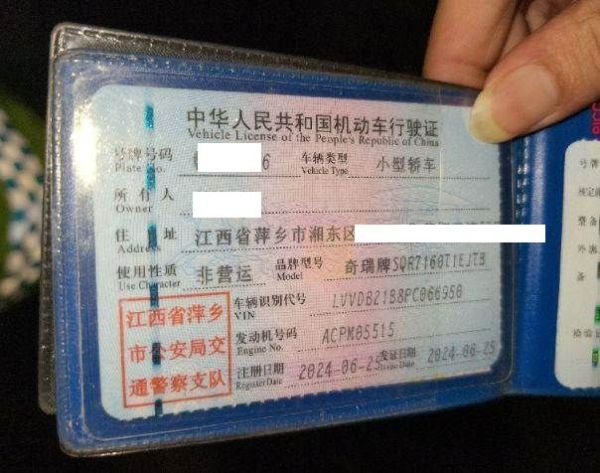 中华人民共和国机动车行驶证
Vehicle License of the People's Republic of China
号牌号码 6 车辆类型 小型轿车
Plate No. Vehicle Type
所有人
Owner
住址 江西省萍乡市湘东区
Address
使用性质 非营运 品牌型号 奇瑞牌SQR7160T1EJTB
Use Character Model
江西省萍乡
市公安局交
通警察支队
车辆识别代号 LVVDB21B8PC066950
VIN
发动机号码 ACPM05515
Engine No.
注册日期 2024-06-25 发证日期 2024-06-25
Register Date Issue Date
号牌
PICC